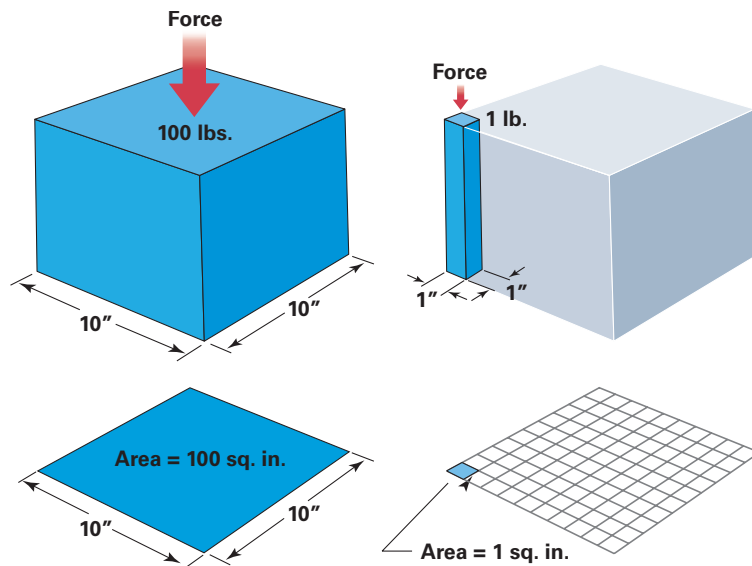 Force
100 lbs.
10”
10”
Force
1 lb.
1”
1”
Area = 100 sq. in.
10”
10”
Area = 1 sq. in.